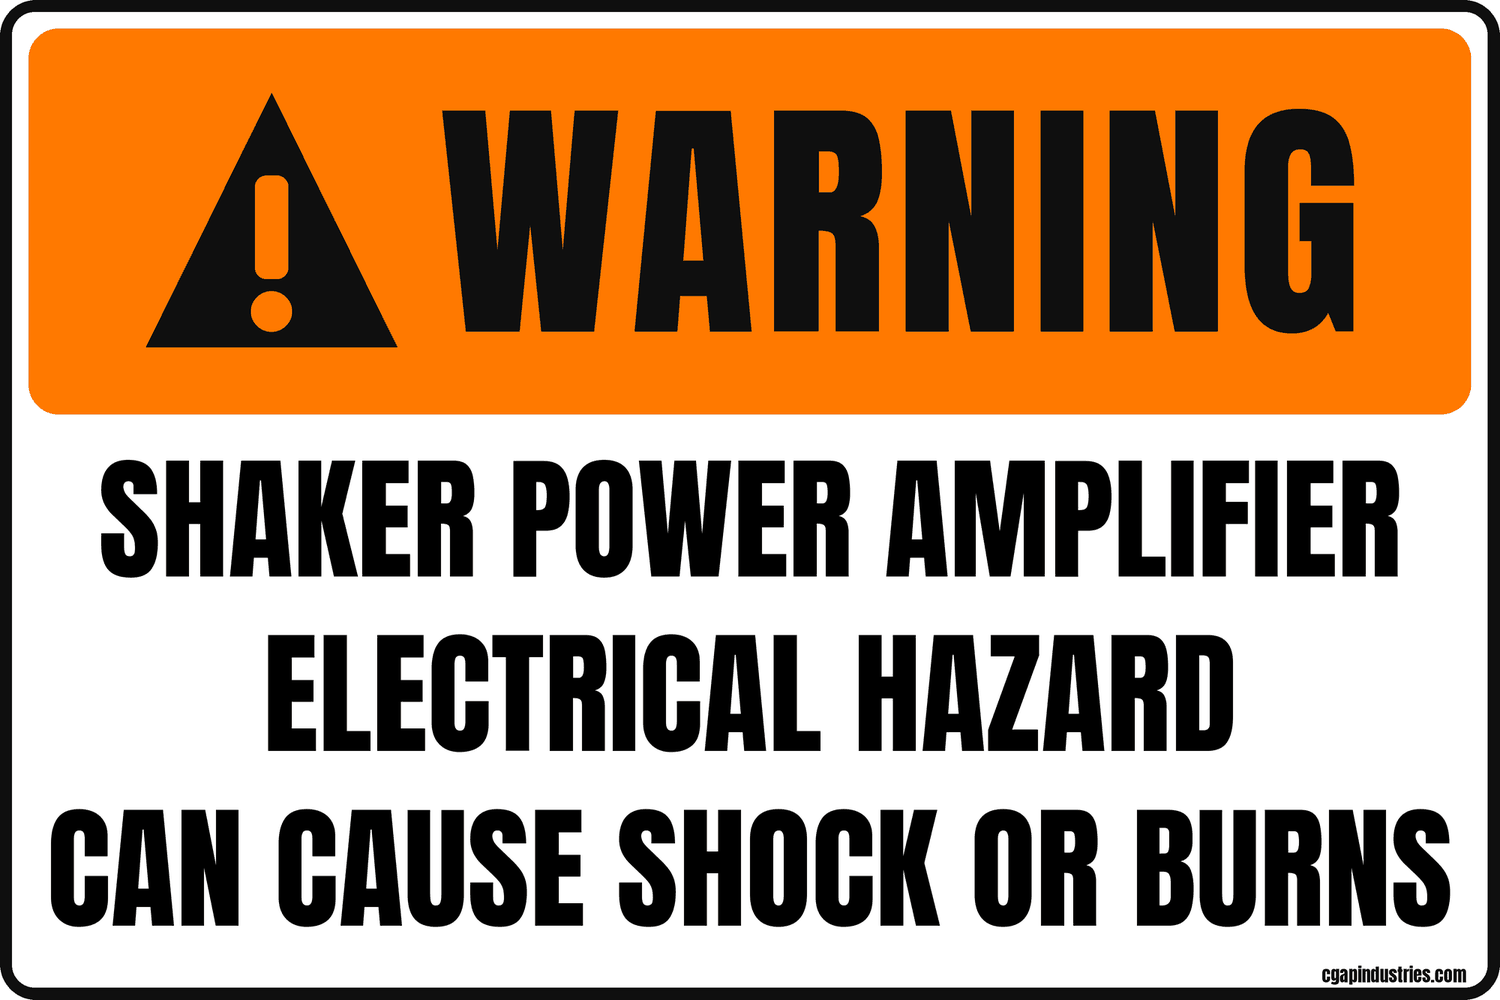 WARNING
SHAKER POWER AMPLIFIER
ELECTRICAL HAZARD
CAN CAUSE SHOCK OR BURNS
cgapindustries.com